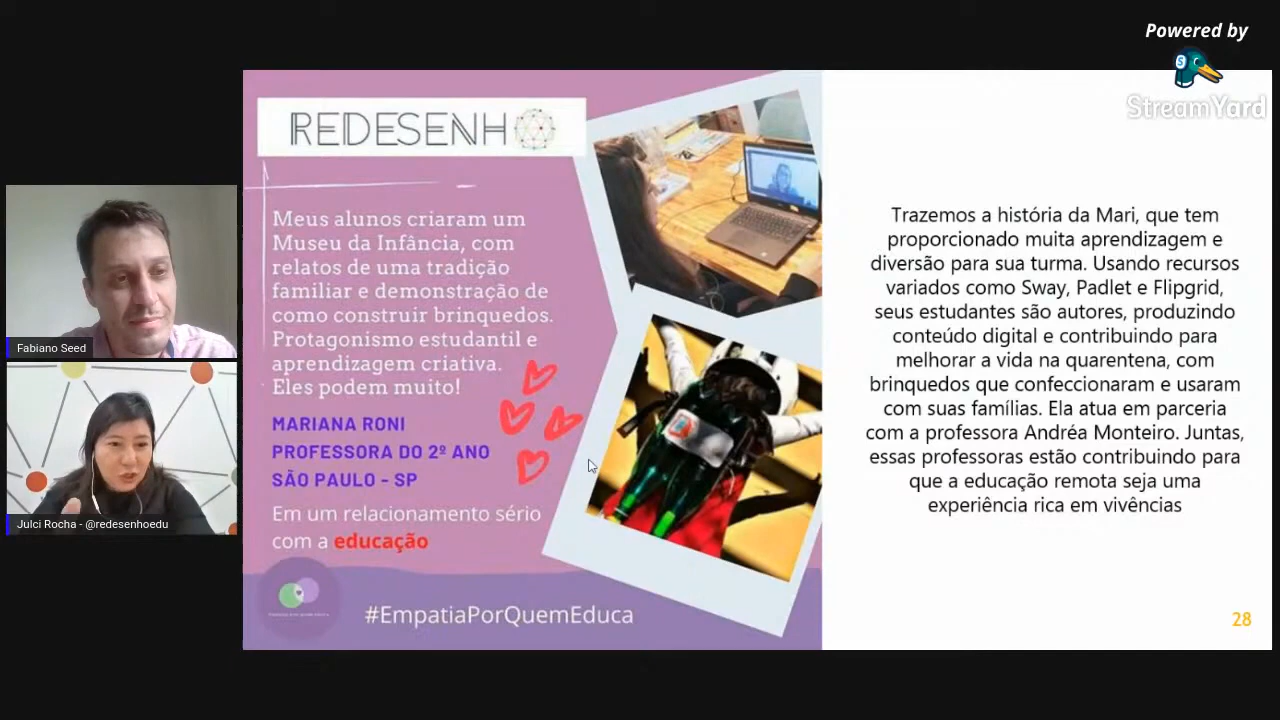 Powered by
StreamYard
REDESENHO
Meus alunos criaram um
Museu da Infância, com
relatos de uma tradição
familiar e demonstração de
como construir brinquedos.
Protagonismo estudantil e
aprendizagem criativa.
Eles podem muito!
MARIANA RONI
PROFESSORA DO 2º ANO
SÃO PAULO - SP
Em um relacionamento sério
com a educação
#EmpatiaPorQuemEduca
Trazemos a história da Mari, que tem
proporcionado muita aprendizagem e
diversão para sua turma. Usando recursos
variados como Sway, Padlet e Flipgrid,
seus estudantes são autores, produzindo
conteúdo digital e contribuindo para
melhorar a vida na quarentena, com
brinquedos que confeccionaram e usaram
com suas famílias. Ela atua em parceria
com a professora Andréa Monteiro. Juntas,
essas professoras estão contribuindo para
que a educação remota seja uma
experiência rica em vivências
28
Fabiano Seed
Julci Rocha - @redesenhoedu